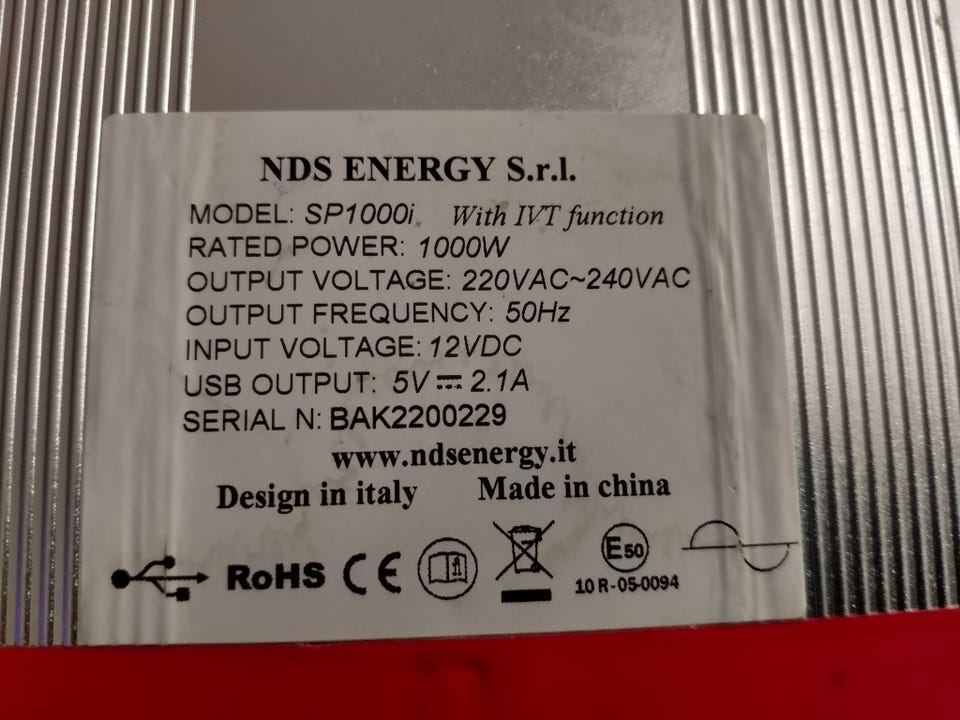 NDS ENERGY S.r.l.
MODEL: SP1000i With IVT function
RATED POWER: 1000W
OUTPUT VOLTAGE: 220VAC~240VAC
OUTPUT FREQUENCY: 50Hz
INPUT VOLTAGE: 12VDC
USB OUTPUT: 5V⎓2.1A
SERIAL N: BAK2200229
www.ndsenergy.it
Design in italy Made in china
RoHS CE E50
10 R-05-0094